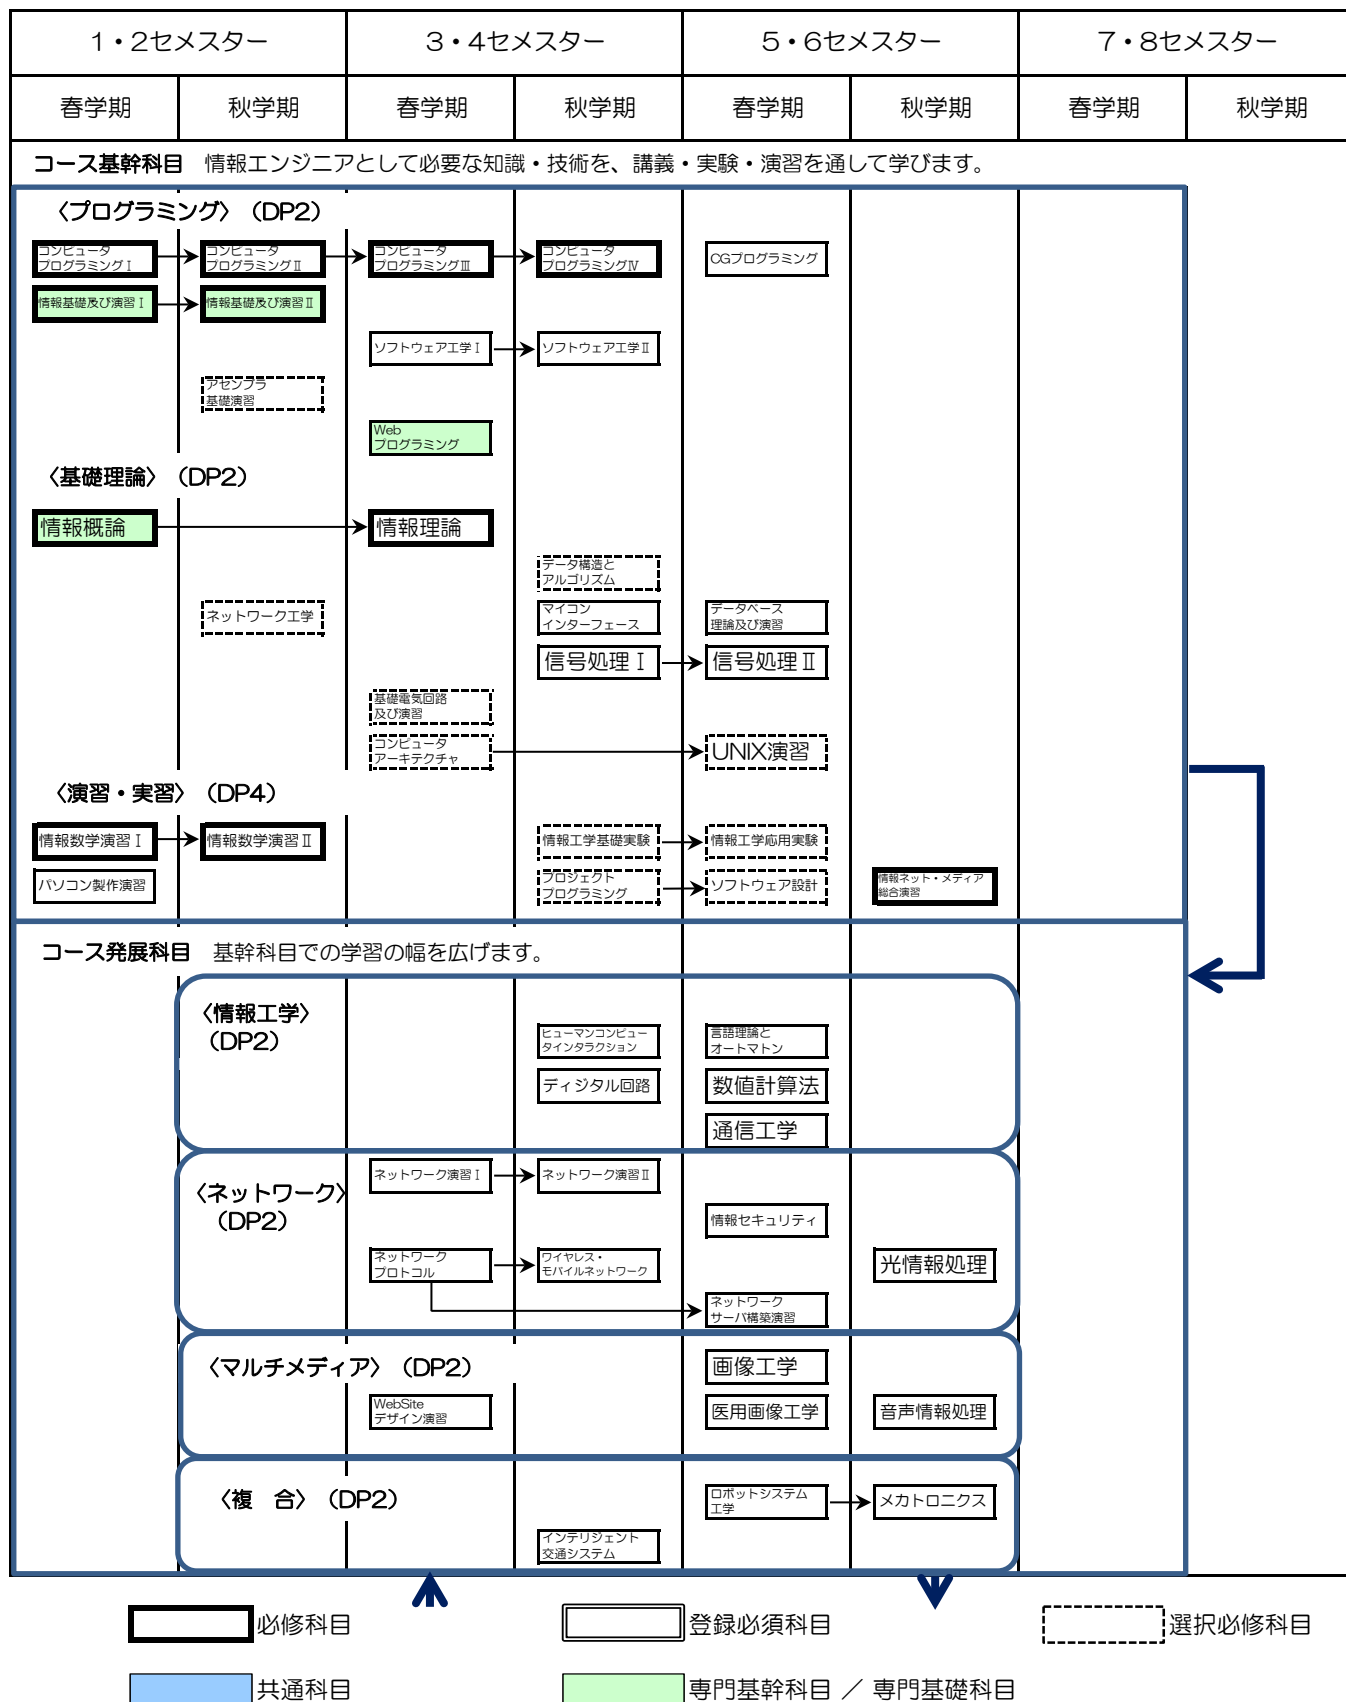 1・2セメスター
3・4セメスター
5・6セメスター
7・8セメスター
春学期
秋学期
春学期
秋学期
春学期
秋学期
春学期
秋学期
コース基幹科目 情報エンジニアとして必要な知識・技術を、講義・実験・演習を通して学びます。
〈プログラミング〉（DP2）
コンピュータ
プログラミングⅠ
コンピュータ
プログラミングⅡ
コンピュータ
プログラミングⅢ
コンピュータ
プログラミングⅣ
CGプログラミング
情報基礎及び演習Ⅰ
情報基礎及び演習Ⅱ
ソフトウェア工学Ⅰ
ソフトウェア工学Ⅱ
アセンブラ
基礎演習
Web
プログラミング
〈基礎理論〉（DP2）
情報概論
情報理論
データ構造と
アルゴリズム
ネットワーク工学
マイコン
インターフェース
データベース
理論及び演習
信号処理Ⅰ
信号処理Ⅱ
基礎電気回路
及び演習
コンピュータ
アーキテクチャ
UNIX演習
〈演習・実習〉（DP4）
情報数学演習Ⅰ
情報数学演習Ⅱ
情報工学基礎実験
情報工学応用実験
パソコン製作演習
プロジェクト
プログラミング
ソフトウェア設計
情報ネット・メディア
総合演習
コース発展科目 基幹科目での学習の幅を広げます。
〈情報工学〉
（DP2）
ヒューマンコンピュー
タインタラクション
言語理論と
オートマトン
ディジタル回路
数値計算法
通信工学
〈ネットワーク〉
（DP2）
ネットワーク演習Ⅰ
ネットワーク演習Ⅱ
情報セキュリティ
ネットワーク
プロトコル
ワイヤレス・
モバイルネットワーク
光情報処理
ネットワーク
サーバ構築演習
〈マルチメディア〉（DP2）
画像工学
WebSite
デザイン演習
医用画像工学
音声情報処理
〈複 合〉（DP2）
ロボットシステム
工学
メカトロニクス
インテリジェント
交通システム
必修科目
登録必須科目
選択必修科目
共通科目
専門基幹科目 ／ 専門基礎科目